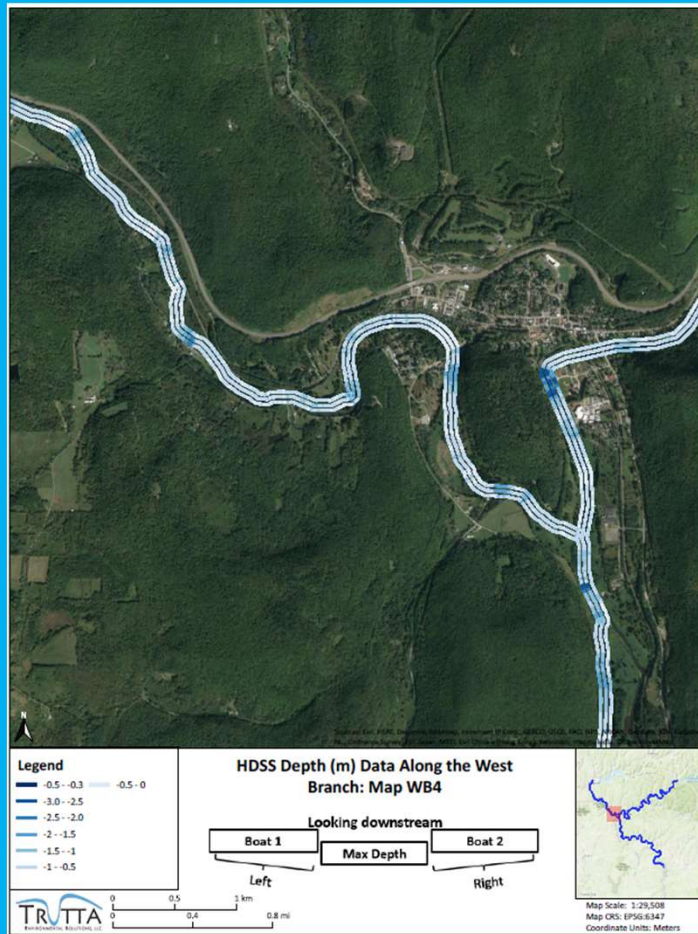 N
Legend
-0.5 - -0.3
-0.5 - 0
-3.0 - -2.5
-2.5 - -2.0
-2 - -1.5
-1.5 - -1
-1 - -0.5
HDSS Depth (m) Data Along the West
Branch: Map WB4
Looking downstream
Boat 1
Boat 2
Max Depth
Left
Right
TRUTTA
ENVIRONMENTAL SOLUTIONS, LLC
0 0.5 1 km
0 0.4 0.8 mi
Map Scale: 1:29,508
Map CRS: EPSG:6347
Coordinate Units: Meters